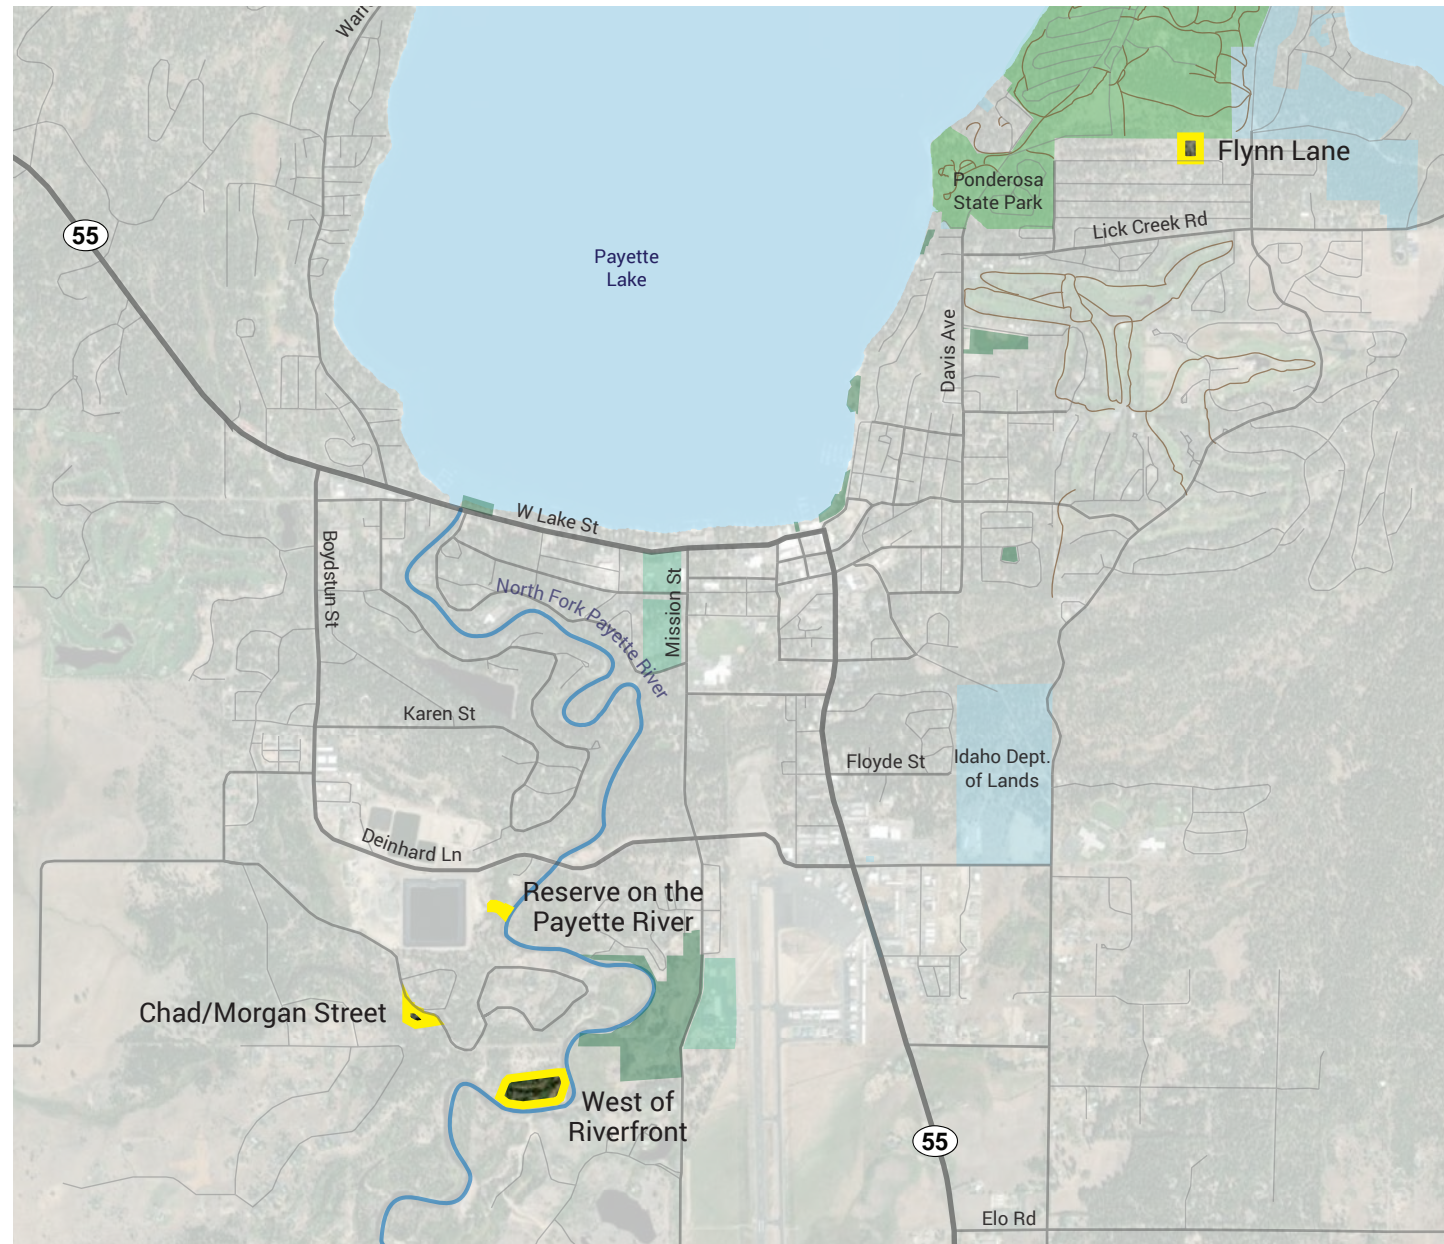 Flynn Lane
Ponderosa
State Park
Lick Creek Rd
55
Payette
Lake
Davis Ave
W Lake St
Boydstun St
North Fork Payette River
Mission St
Karen St
Floyde St
Idaho Dept.
of Lands
Deinhard Ln
Reserve on the
Payette River
Chad/Morgan Street
West of
Riverfront
55
Elo Rd